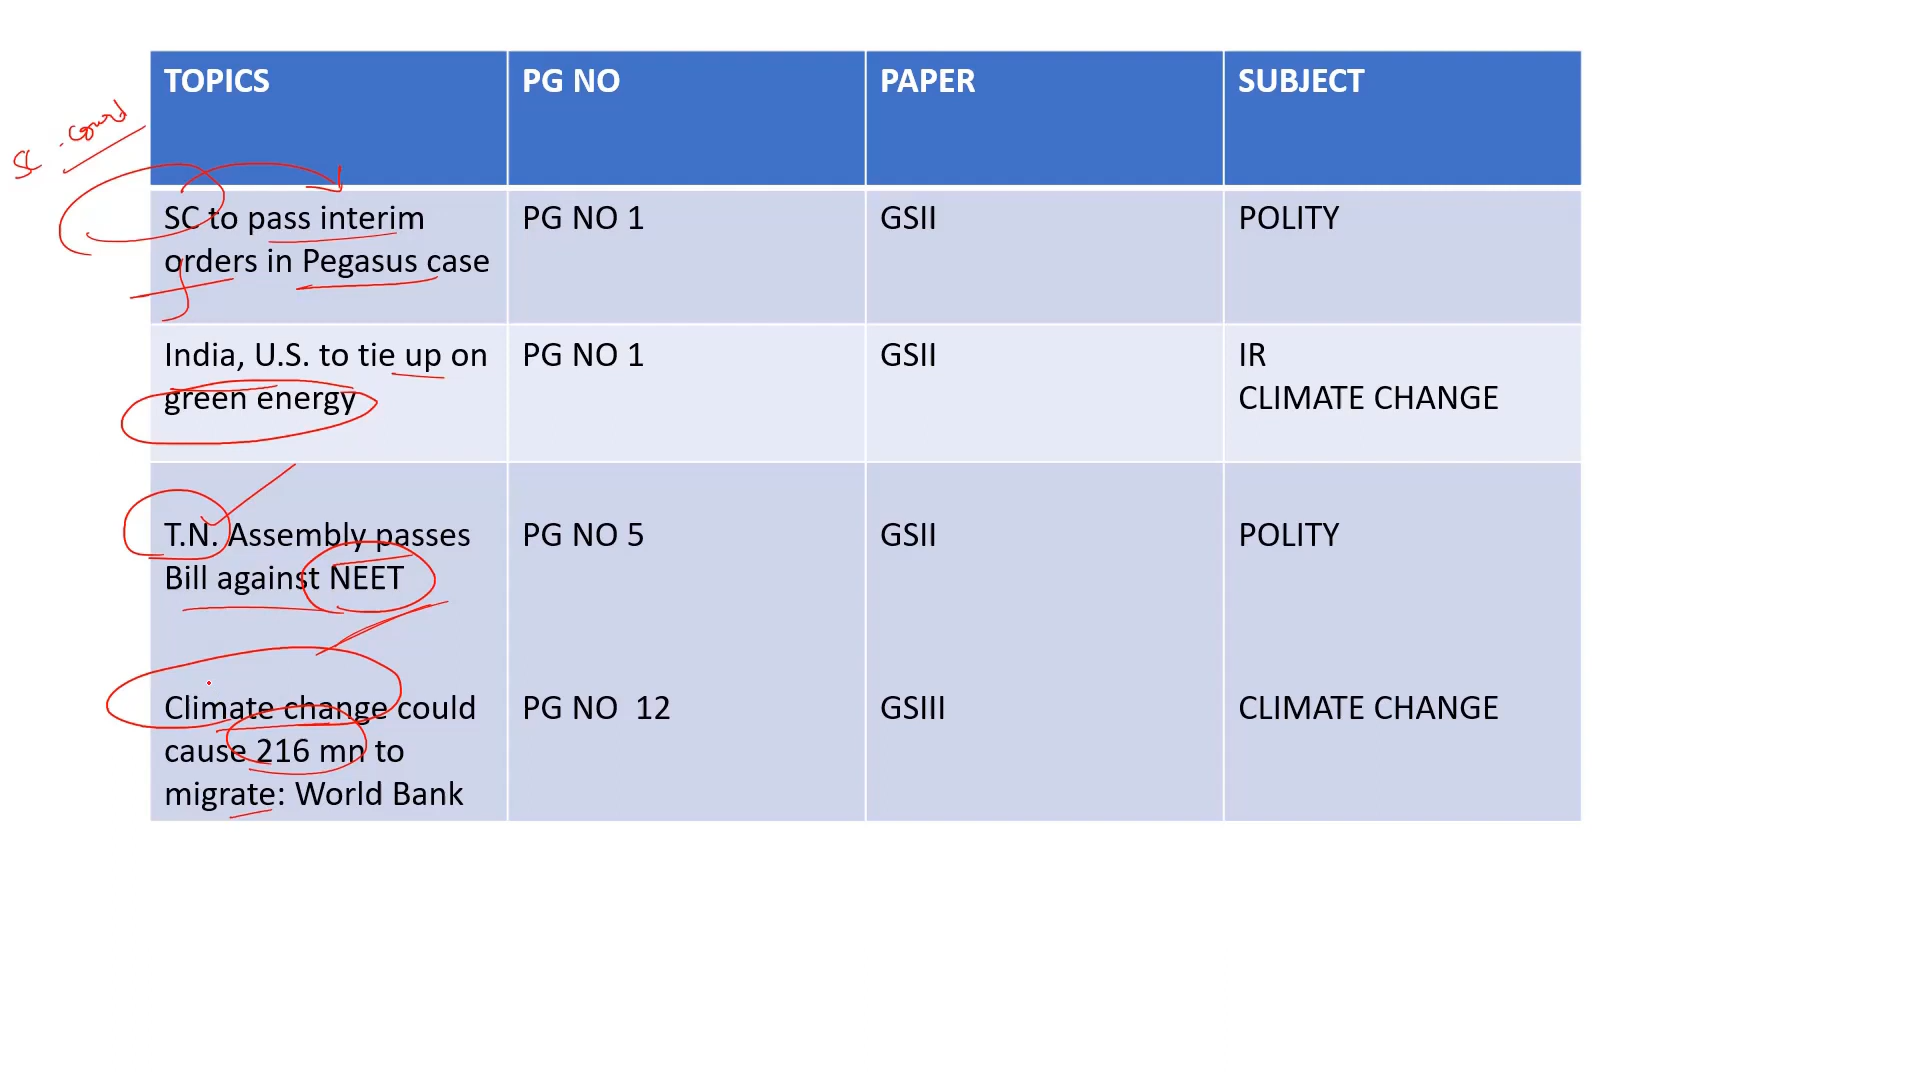 TOPICS PG NO PAPER SUBJECT
SC
SC to pass interim PG NO 1 GSII POLITY
orders in Pegasus case
India, U.S. to tie up on PG NO 1 GSII IR
green energy CLIMATE CHANGE
T.N. Assembly passes PG NO 5 GSII POLITY
Bill against NEET
Climate change could PG NO 12 GSIII CLIMATE CHANGE
cause 216 mn to
migrate: World Bank